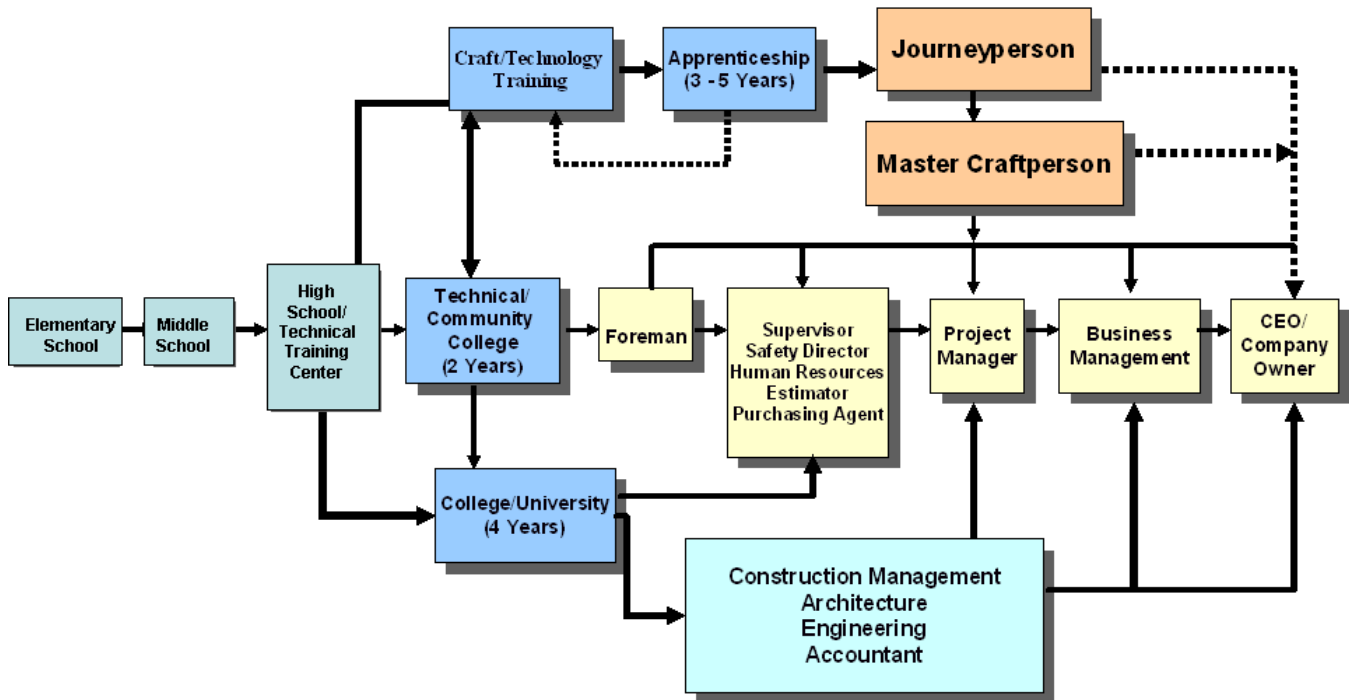 Craft/Technology
Training
Apprenticeship
(3 - 5 Years)
Journeyperson
Master Craftperson
Elementary
School
Middle
School
High
School/
Technical
Training
Center
Technical/
Community
College
(2 Years)
Foreman
Supervisor
Safety Director
Human Resources
Estimator
Purchasing Agent
Project
Manager
Business
Management
CEO/
Company
Owner
College/University
(4 Years)
Construction Management
Architecture
Engineering
Accountant